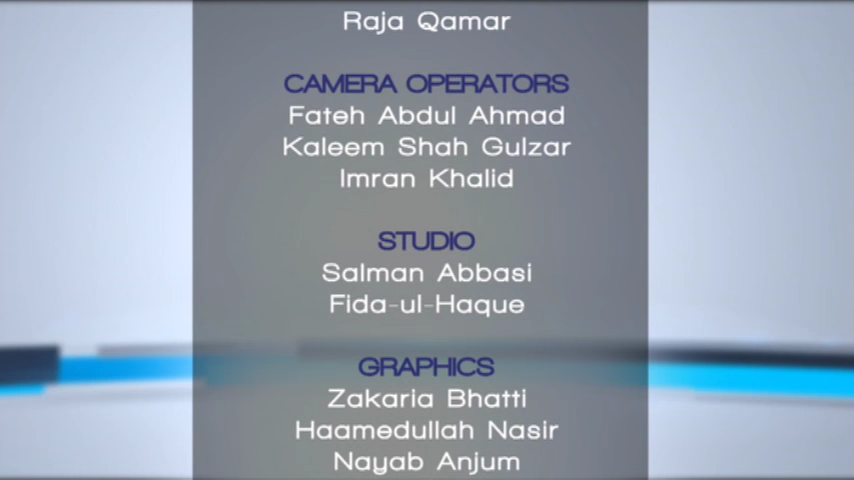 Raja Qamar
CAMERA OPERATORS
Fateh Abdul Ahmad
Kaleem Shah Gulzar
Imran Khalid
STUDIO
Salman Abbasi
Fida-ul-Haque
GRAPHICS
Zakaria Bhatti
Haamedullah Nasir
Nayab Anjum